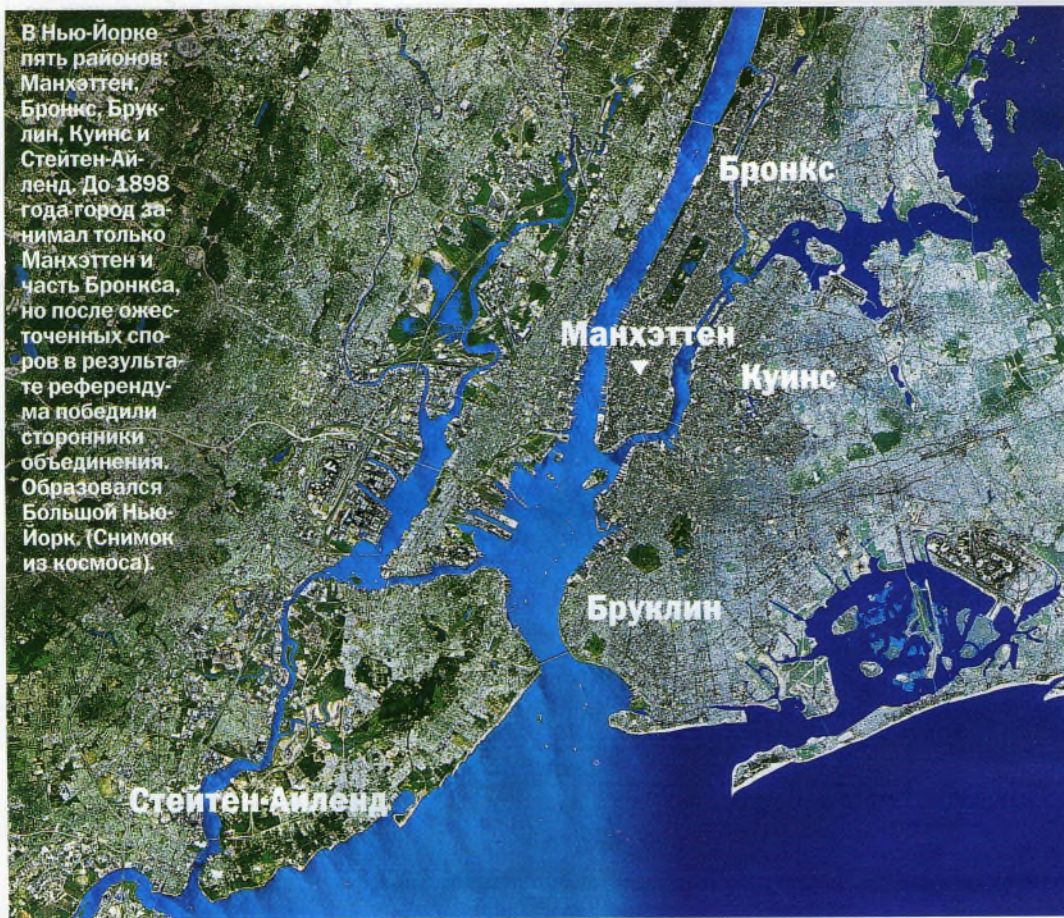 В Нью-Йорке
пять районов:
Манхэттен,
Бронкс, Брук-
лин, Куинс и
Стейтен-Ай-
ленд. До 1898
года город за-
нимал только
Манхэттен и
часть Бронкса,
но после ожес-
точенных спо-
ров в результа-
те референду-
ма победили
сторонники
объединения.
Образовался
Большой Нью-
Йорк. (Снимок
из космоса).
Бронкс
Манхэттен
Куинс
Бруклин
Стейтен-Айленд